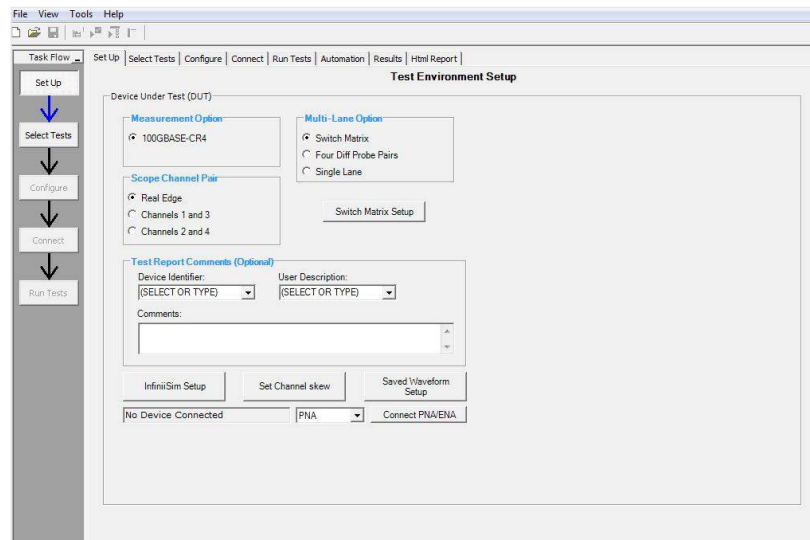 File View Tools Help
Task Flow
Set Up
Select Tests
Configure
Connect
Run Tests
Set Up Select Tests Configure Connect Run Tests Automation Results Html Report
Test Environment Setup
Device Under Test (DUT)
Measurement Option
100GBASE-CR4
Multi-Lane Option
Switch Matrix
Four Diff Probe Pairs
Single Lane
Scope Channel Pair
Real Edge
Channels 1 and 3
Channels 2 and 4
Switch Matrix Setup
Test Report Comments (Optional)
Device Identifier: User Description:
(SELECT OR TYPE) (SELECT OR TYPE)
Comments:
InfiniiSim Setup Set Channel skew Saved Waveform
Setup
No Device Connected PNA Connect PNA/ENA